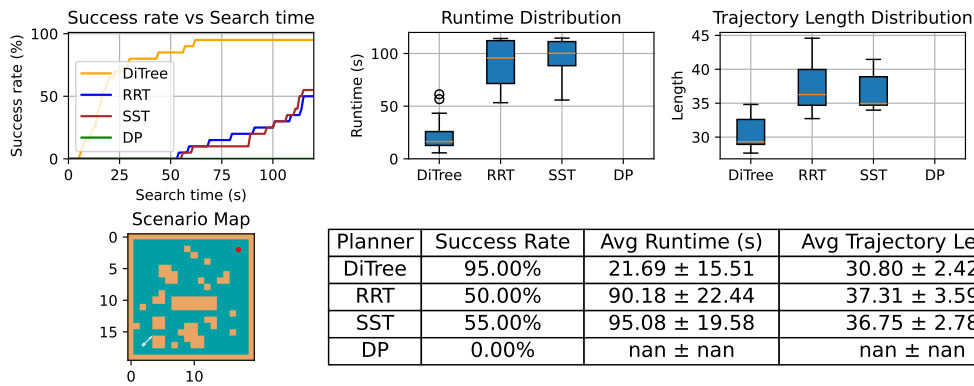 Success rate vs Search time
Success rate (%)
100
50
0
DiTree
RRT
SST
DP
0 25 50 75 100
Search time (s)
Runtime Distribution
Runtime (s)
100
50
0
DiTree RRT SST DP
Trajectory Length Distribution
Length
45
40
35
30
DiTree RRT SST DP
Scenario Map
0
5
10
15
0 10
Planner Success Rate Avg Runtime (s) Avg Trajectory Le
DiTree 95.00% 21.69 ± 15.51 30.80 ± 2.42
RRT 50.00% 90.18 ± 22.44 37.31 ± 3.59
SST 55.00% 95.08 ± 19.58 36.75 ± 2.78
DP 0.00% nan ± nan nan ± nan